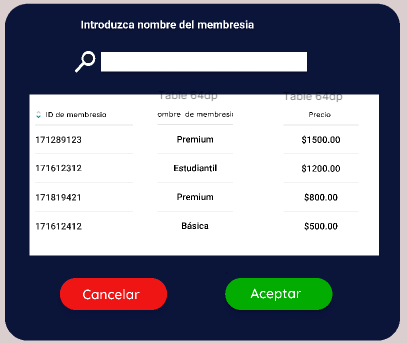 Introduzca nombre del membresia
Table 64dp Table 64dp
ID de membresia ombre de membresi Precio
171289123 Premium $1500.00
171612312 Estudiantil $1200.00
171819421 Premium $800.00
171612412 Básica $500.00
Cancelar Aceptar